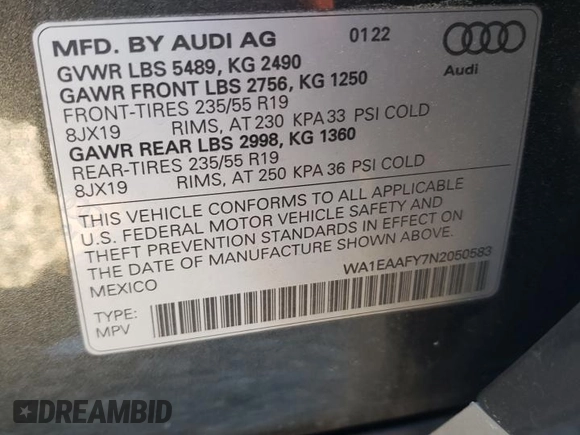 MFD. BY AUDI AG 01 22
GVWR LBS 5489, KG 2490
GAWR FRONT LBS 2756, KG 1250
FRONT-TIRES 235/55 R19
8JX19 RIMS, AT 230 KPA 33 PSI COLD
GAWR REAR LBS 2998, KG 1360
REAR-TIRES 235/55 R19
8JX19 RIMS, AT 250 KPA 36 PSI COLD
Audi
THIS VEHICLE CONFORMS TO ALL APPLICABLE
U.S. FEDERAL MOTOR VEHICLE SAFETY AND
THEFT PREVENTION STANDARDS IN EFFECT ON
THE DATE OF MANUFACTURE SHOWN ABOVE.
MEXICO
WA1EAAFY7N2050583
TYPE:
MPV
DREAMBID